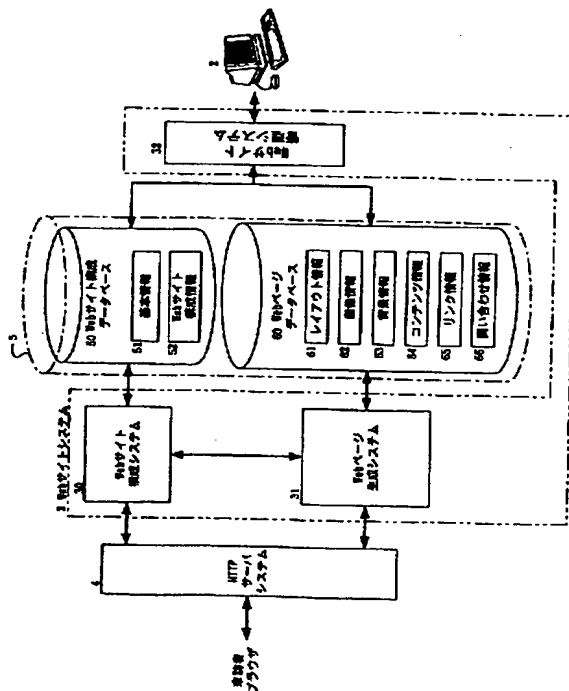 来訪者
ブラウザ
4
HTTP
サーバ
システム
3 Webサイトシステム
30
Webサイト
構成システム
31
Webページ
生成システム
5
50 Webサイト構成
データベース
51
基本情報
52
Webサイト
構成情報
60 Webページ
データベース
61
レイアウト情報
62
画像情報
63
背景情報
64
コンテンツ情報
65
リンク情報
66
問い合わせ情報
32
Webサイト
管理システム
2